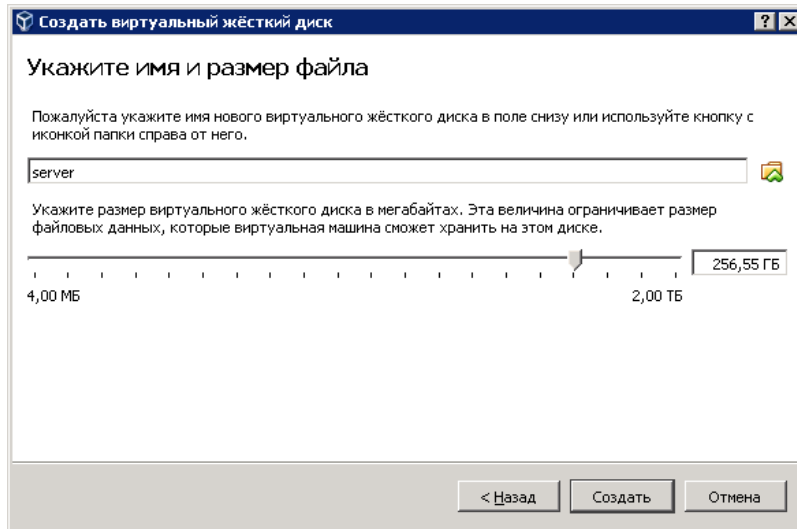 Создать виртуальный жёсткий диск
Укажите имя и размер файла
Пожалуйста укажите имя нового виртуального жёсткого диска в поле снизу или используйте кнопку с
иконкой папки справа от него.
server
Укажите размер виртуального жёсткого диска в мегабайтах. Эта величина ограничивает размер
файловых данных, которые виртуальная машина сможет хранить на этом диске.
256,55 ГБ
4,00 МБ 2,00 ТБ
< Назад Создать Отмена